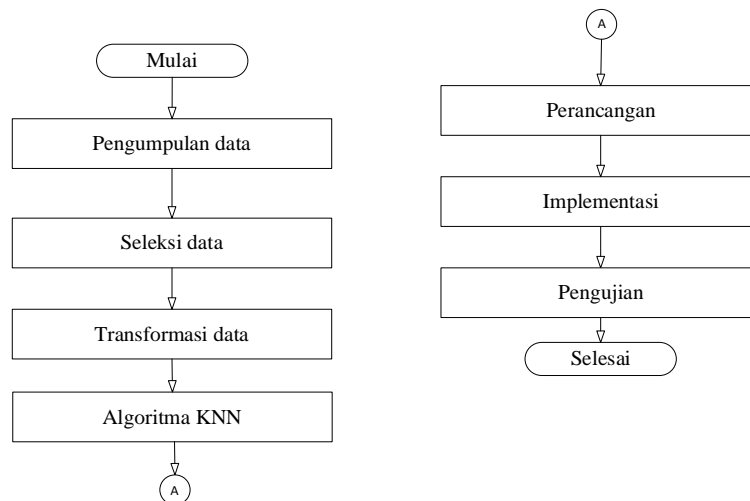 Mulai
Pengumpulan data
Seleksi data
Transformasi data
Algoritma KNN
A
A
Perancangan
Implementasi
Pengujian
Selesai